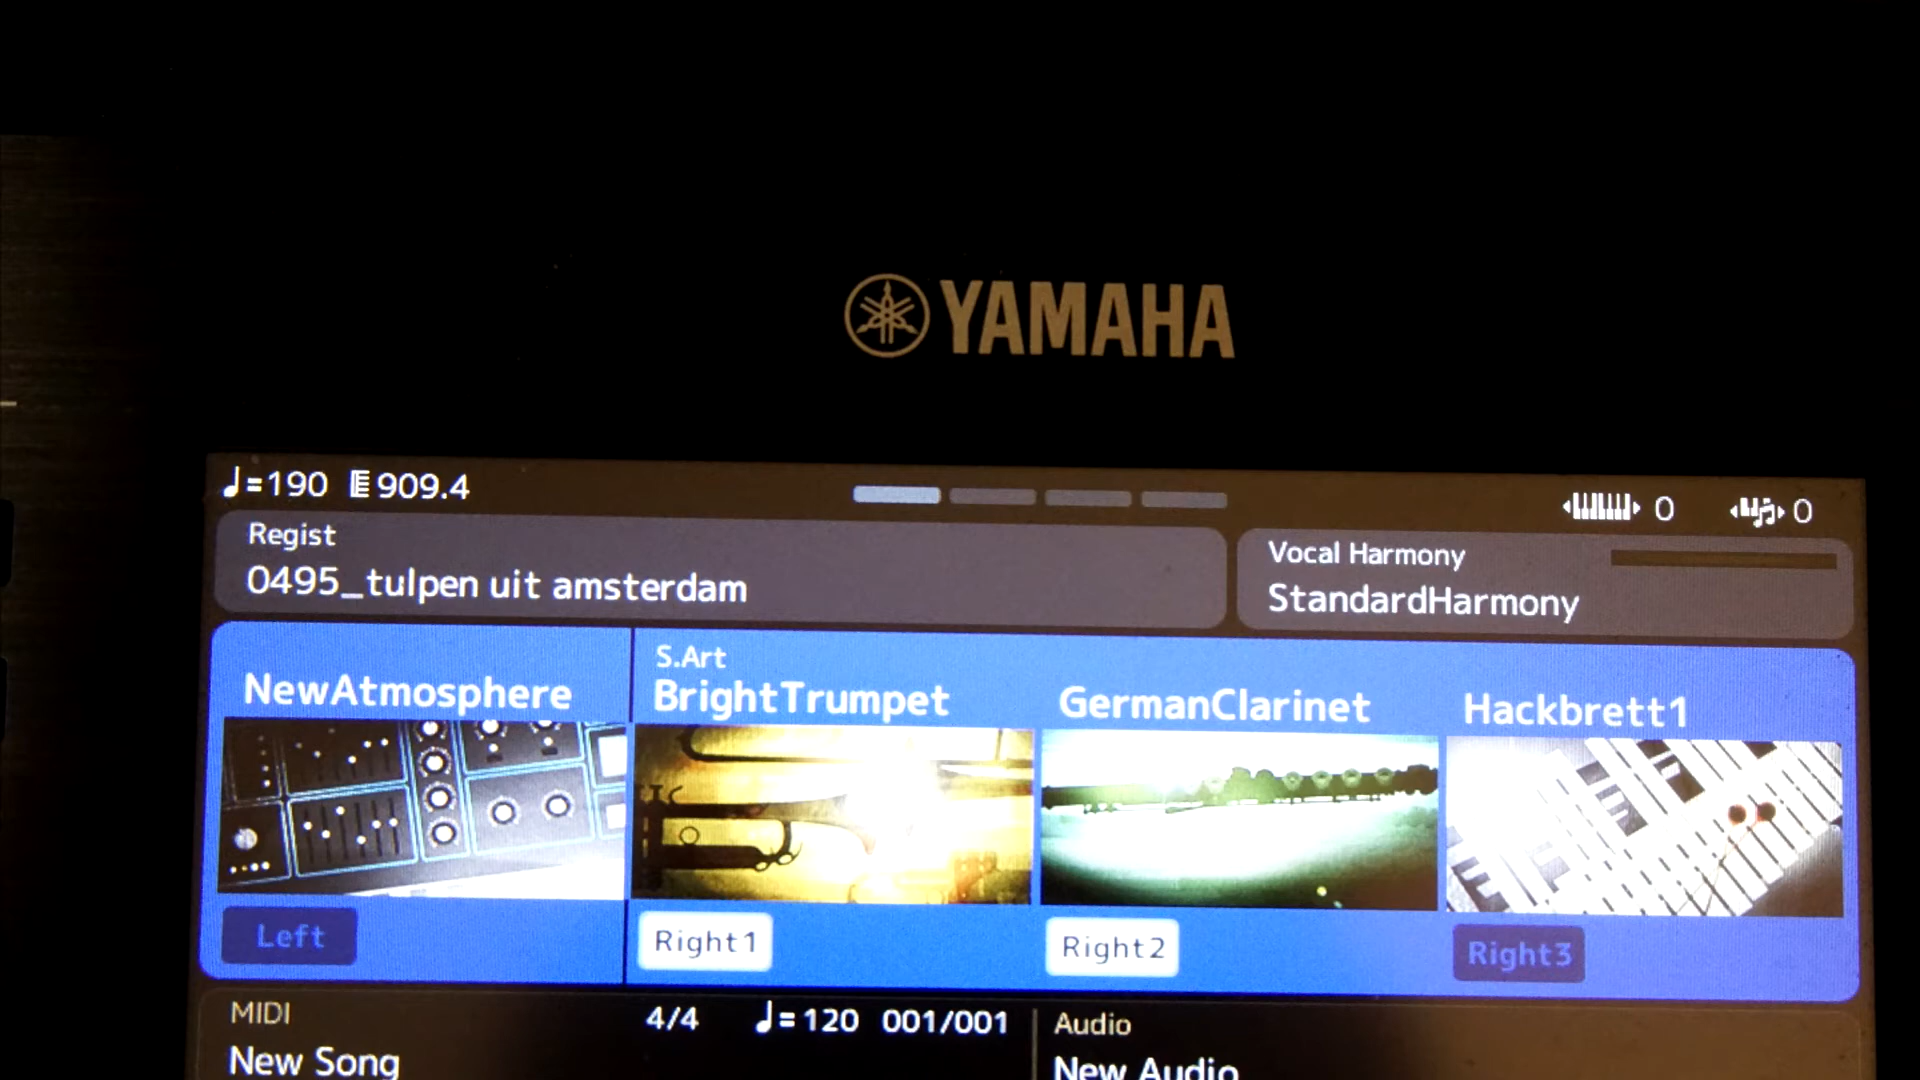 YAMAHA
♩=190 E909.4
0 0
Regist
0495_tulpen uit amsterdam
Vocal Harmony
StandardHarmony
NewAtmosphere
S.Art
BrightTrumpet
GermanClarinet
Hackbrett1
Left
Right1
Right2
Right3
MIDI 4/4 ♩=120 001/001
New Song
Audio
New Audio